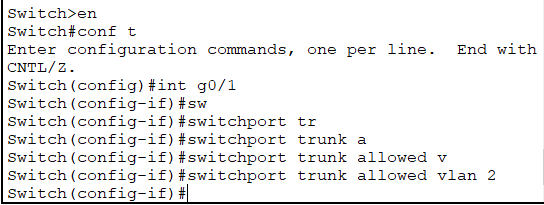 Switch>en
Switch#conf t
Enter configuration commands, one per line.  End with
CNTL/Z.
Switch(config)#int g0/1
Switch(config-if)#sw
Switch(config-if)#switchport tr
Switch(config-if)#switchport trunk a
Switch(config-if)#switchport trunk allowed v
Switch(config-if)#switchport trunk allowed vlan 2
Switch(config-if)#